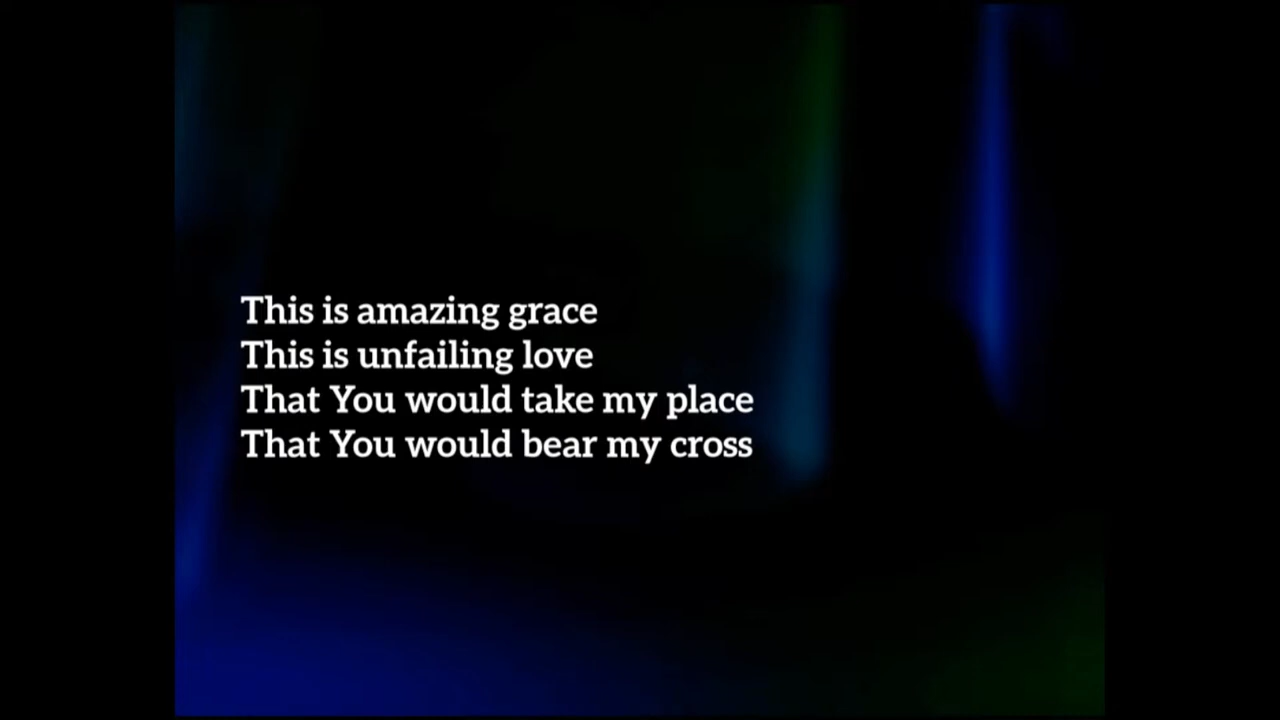 This is amazing grace
This is unfailing love
That You would take my place
That You would bear my cross